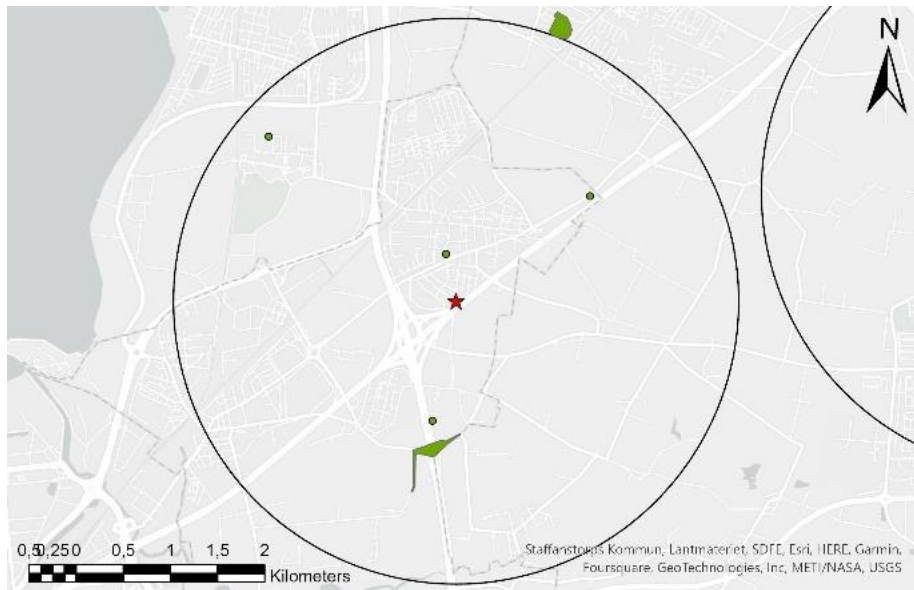 N
0,5 0,25 0 0,5 1 1,5 2
Kilometers
Staffanstorps Kommun, Lantmäteriet, SDFE, Esri, HERE, Garmin,
Foursquare, GeoTechnologies, Inc, METI/NASA, USGS